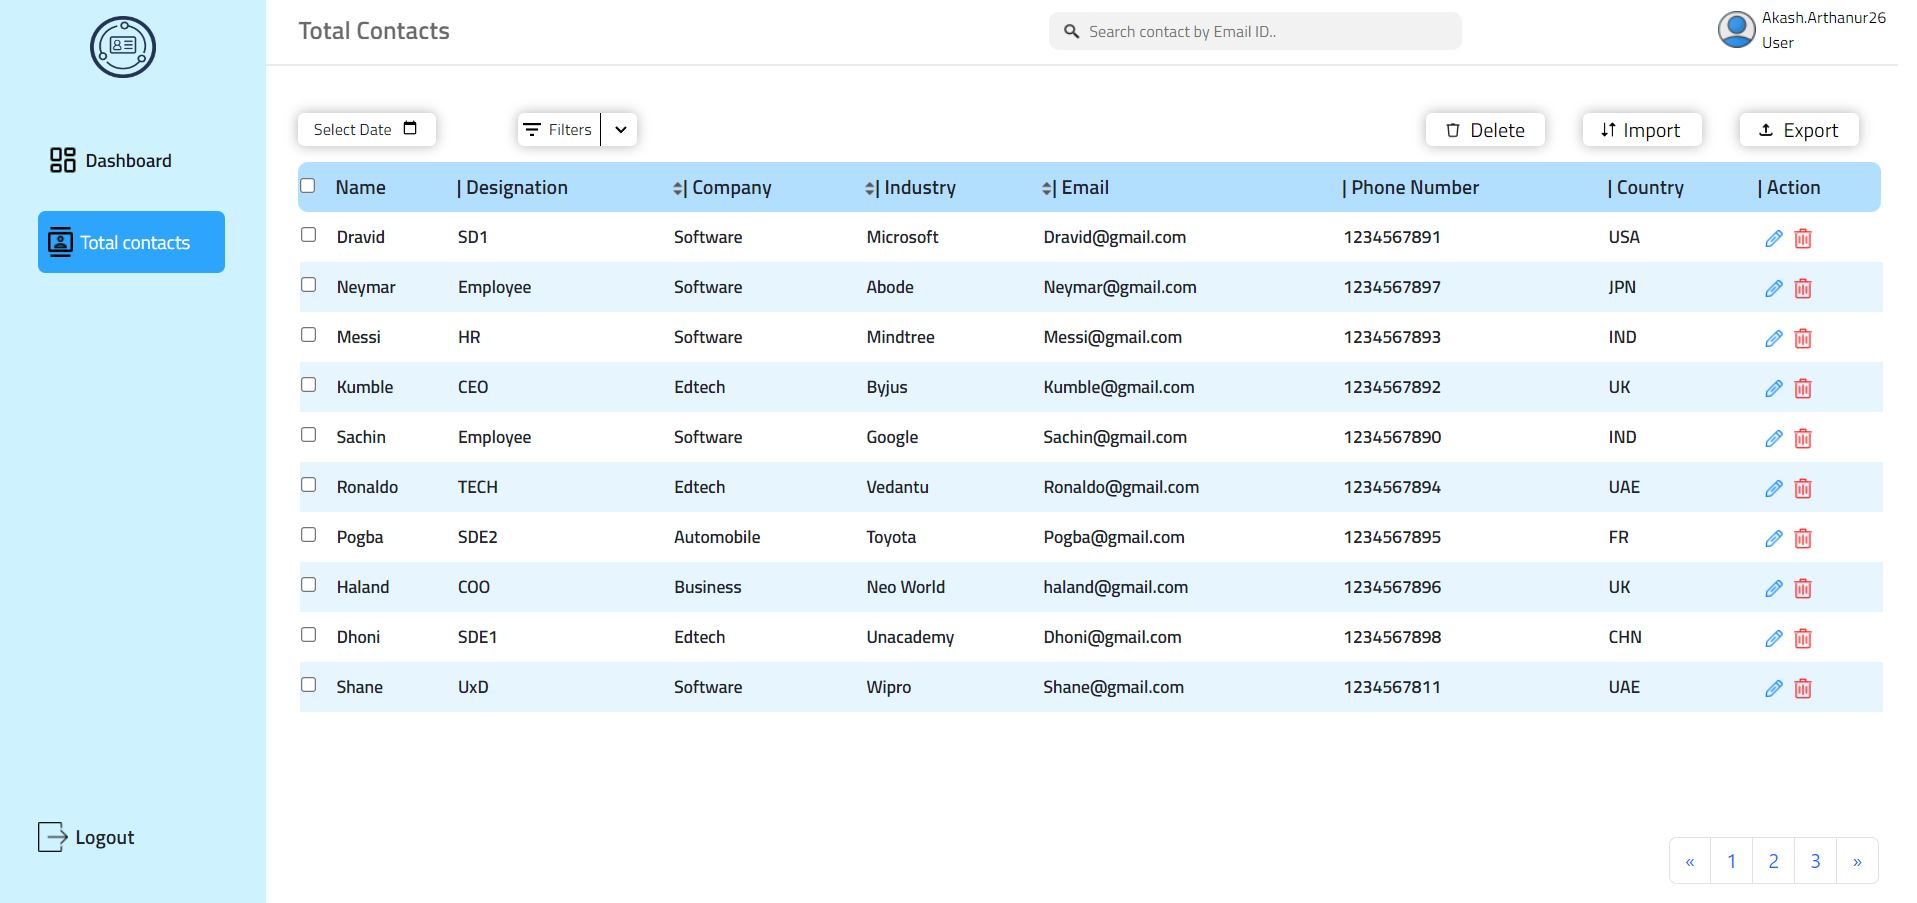 Total Contacts
Search contact by Email ID..
Akash.Arthanur26
User
Dashboard
Total contacts
Logout
Select Date
Filters
Delete
Import
Export
Name | Designation | Company | Industry | Email | Phone Number | Country | Action
Dravid SD1 Software Microsoft Dravid@gmail.com 1234567891 USA
Neymar Employee Software Abode Neymar@gmail.com 1234567897 JPN
Messi HR Software Mindtree Messi@gmail.com 1234567893 IND
Kumble CEO Edtech Byjus Kumble@gmail.com 1234567892 UK
Sachin Employee Software Google Sachin@gmail.com 1234567890 IND
Ronaldo TECH Edtech Vedantu Ronaldo@gmail.com 1234567894 UAE
Pogba SDE2 Automobile Toyota Pogba@gmail.com 1234567895 FR
Haland COO Business Neo World haland@gmail.com 1234567896 UK
Dhoni SDE1 Edtech Unacademy Dhoni@gmail.com 1234567898 CHN
Shane UxD Software Wipro Shane@gmail.com 1234567811 UAE
« 1 2 3 »